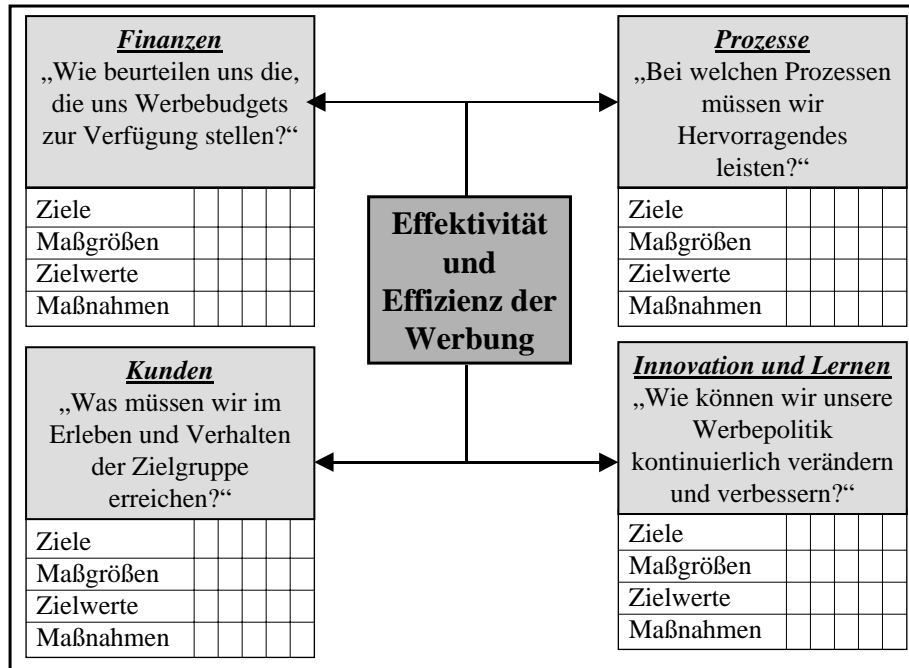 Finanzen
„Wie beurteilen uns die,
die uns Werbebudgets
zur Verfügung stellen?“
Ziele
Maßgrößen
Zielwerte
Maßnahmen
Prozesse
„Bei welchen Prozessen
müssen wir
Hervorragendes
leisten?“
Ziele
Maßgrößen
Zielwerte
Maßnahmen
Effektivität
und
Effizienz der
Werbung
Kunden
„Was müssen wir im
Erleben und Verhalten
der Zielgruppe
erreichen?“
Ziele
Maßgrößen
Zielwerte
Maßnahmen
Innovation und Lernen
„Wie können wir unsere
Werbepolitik
kontinuierlich verändern
und verbessern?“
Ziele
Maßgrößen
Zielwerte
Maßnahmen